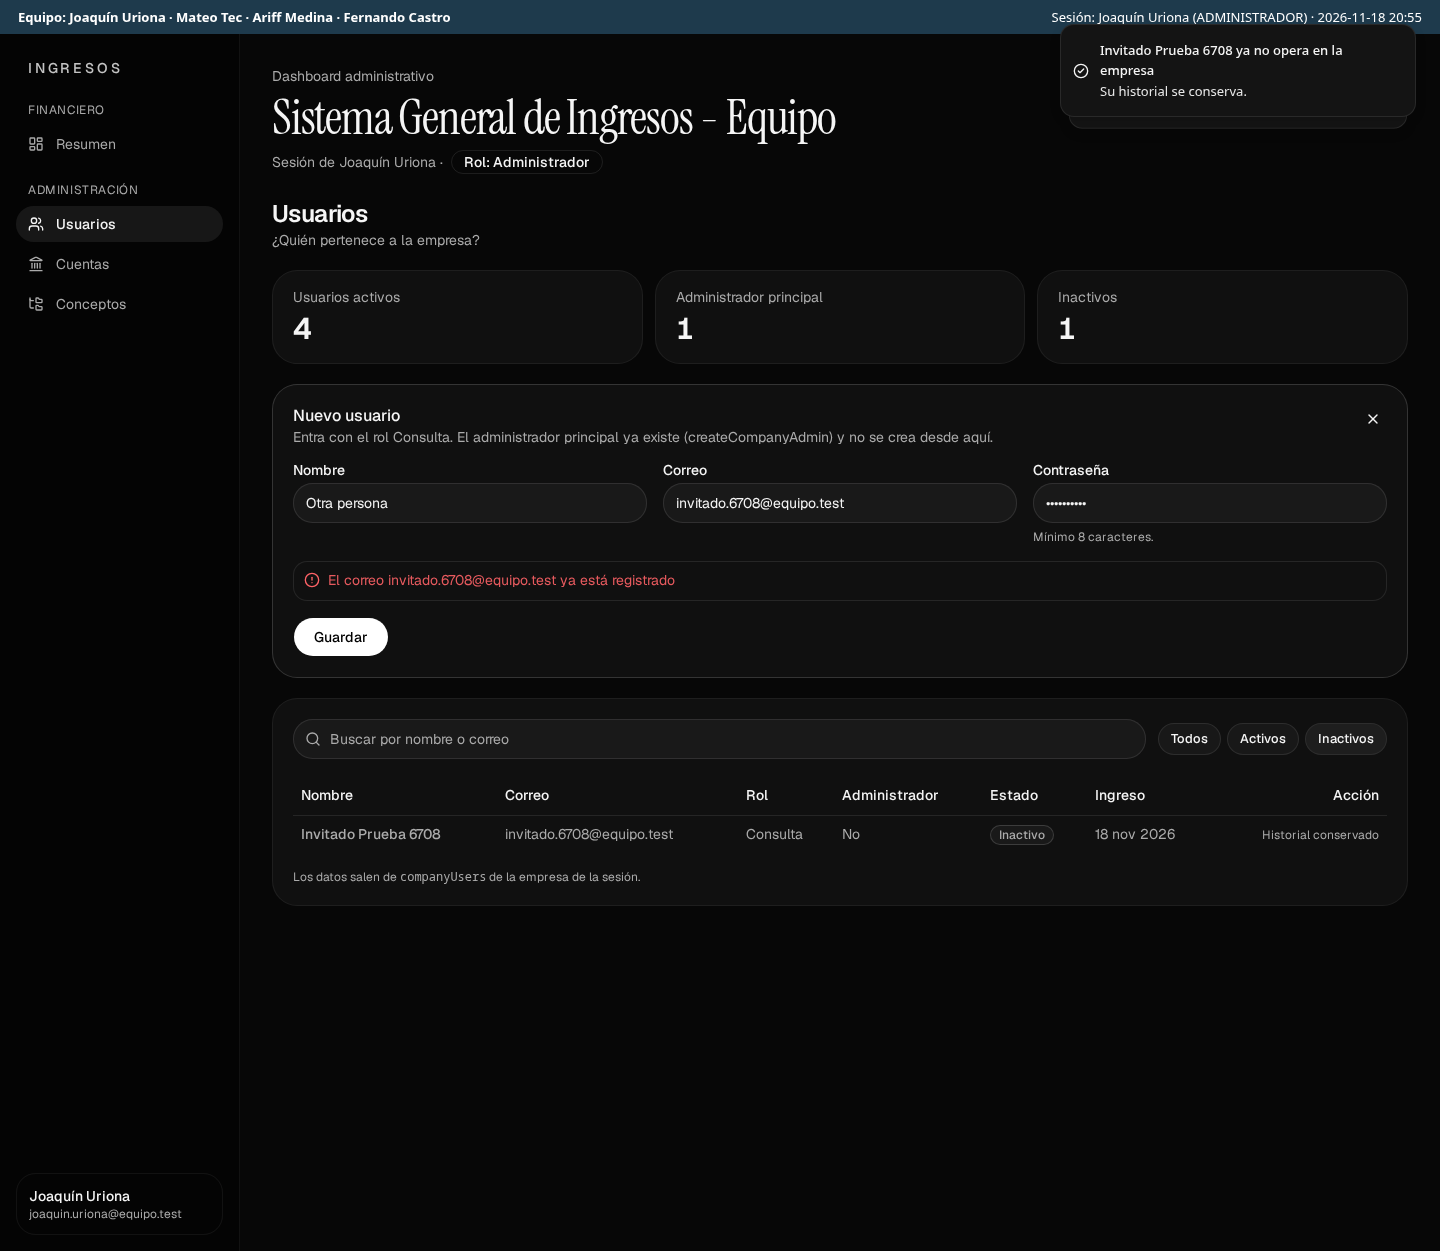 Equipo: Joaquín Uriona · Mateo Tec · Ariff Medina · Fernando Castro
Sesión: Joaquín Uriona (ADMINISTRADOR) · 2026-11-18 20:55
Invitado Prueba 6708 ya no opera en la
empresa
Su historial se conserva.
INGRESOS
FINANCIERO
Resumen
ADMINISTRACIÓN
Usuarios
Cuentas
Conceptos
Joaquín Uriona
joaquin.uriona@equipo.test
Dashboard administrativo
Sistema General de Ingresos – Equipo
Sesión de Joaquín Uriona · Rol: Administrador
Usuarios
¿Quién pertenece a la empresa?
Usuarios activos
4
Administrador principal
1
Inactivos
1
Nuevo usuario
Entra con el rol Consulta. El administrador principal ya existe (createCompanyAdmin) y no se crea desde aquí.
Nombre
Otra persona
Correo
invitado.6708@equipo.test
Contraseña
••••••••••
Mínimo 8 caracteres.
El correo invitado.6708@equipo.test ya está registrado
Guardar
Buscar por nombre o correo
Todos Activos Inactivos
Nombre Correo Rol Administrador Estado Ingreso Acción
Invitado Prueba 6708 invitado.6708@equipo.test Consulta No Inactivo 18 nov 2026 Historial conservado
Los datos salen de companyUsers de la empresa de la sesión.